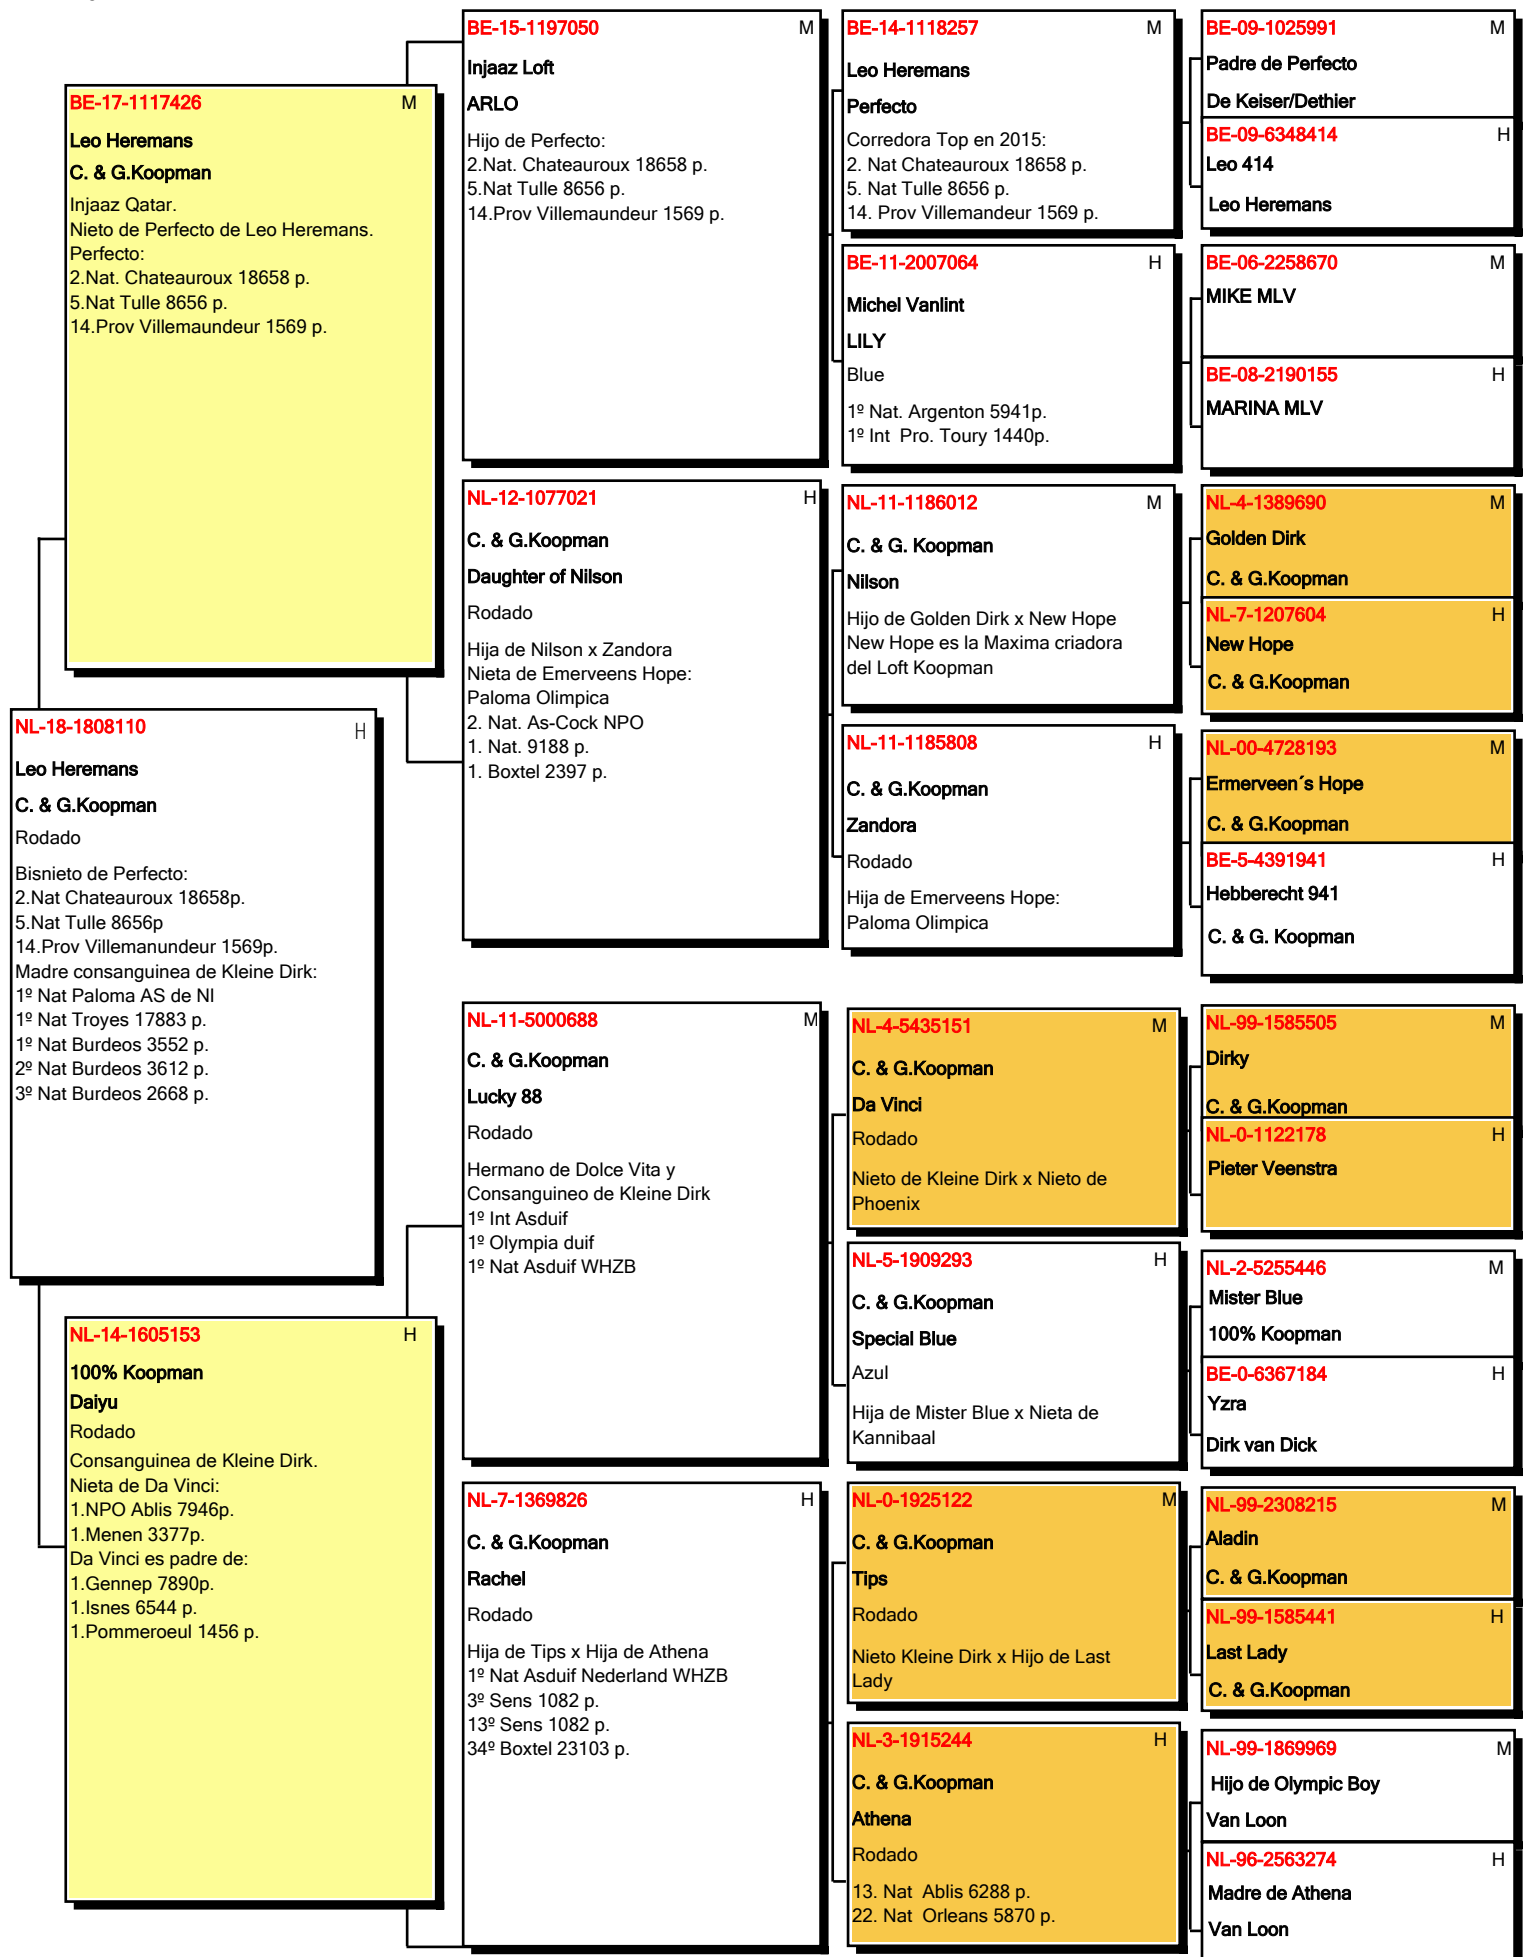 BE-17-1117426 M
Leo Heremans
C. & G.Koopman
Injaaz Qatar.
Nieto de Perfecto de Leo Heremans.
Perfecto:
2.Nat. Chateauroux 18658 p.
5.Nat Tulle 8656 p.
14.Prov Villemaundeur 1569 p.
NL-18-1808110 H
Leo Heremans
C. & G.Koopman
Rodado
Bisnieto de Perfecto:
2.Nat Chateauroux 18658p.
5.Nat Tulle 8656p
14.Prov Villemanundeur 1569p.
Madre consanguinea de Kleine Dirk:
1º Nat Paloma AS de Nl
1º Nat Troyes 17883 p.
1º Nat Burdeos 3552 p.
2º Nat Burdeos 3612 p.
3º Nat Burdeos 2668 p.
NL-14-1605153 H
100% Koopman
Daiyu
Rodado
Consanguinea de Kleine Dirk.
Nieta de Da Vinci:
1.NPO Ablis 7946p.
1.Menen 3377p.
Da Vinci es padre de:
1.Gennep 7890p.
1.Isnes 6544 p.
1.Pommeroeul 1456 p.
BE-15-1197050 M
Injaaz Loft
ARLO
Hijo de Perfecto:
2.Nat. Chateauroux 18658 p.
5.Nat Tulle 8656 p.
14.Prov Villemaundeur 1569 p.
NL-12-1077021 H
C. & G.Koopman
Daughter of Nilson
Rodado
Hija de Nilson x Zandora
Nieta de Emerveens Hope:
Paloma Olimpica
2. Nat. As-Cock NPO
1. Nat. 9188 p.
1. Boxtel 2397 p.
NL-11-5000688 M
C. & G.Koopman
Lucky 88
Rodado
Hermano de Dolce Vita y
Consanguineo de Kleine Dirk
1º Int Asduif
1º Olympia duif
1º Nat Asduif WHZB
NL-7-1369826 H
C. & G.Koopman
Rachel
Rodado
Hija de Tips x Hija de Athena
1º Nat Asduif Nederland WHZB
3º Sens 1082 p.
13º Sens 1082 p.
34º Boxtel 23103 p.
BE-14-1118257 M
Leo Heremans
Perfecto
Corredora Top en 2015:
2. Nat Chateauroux 18658 p.
5. Nat Tulle 8656 p.
14. Prov Villemandeur 1569 p.
BE-11-2007064 H
Michel Vanlint
LILY
Blue
1º Nat. Argenton 5941p.
1º Int  Pro. Toury 1440p.
NL-11-1186012 M
C. & G. Koopman
Nilson
Hijo de Golden Dirk x New Hope
New Hope es la Maxima criadora
del Loft Koopman
NL-11-1185808 H
C. & G.Koopman
Zandora
Rodado
Hija de Emerveens Hope:
Paloma Olimpica
NL-4-5435151 M
C. & G.Koopman
Da Vinci
Rodado
Nieto de Kleine Dirk x Nieto de
Phoenix
NL-5-1909293 H
C. & G.Koopman
Special Blue
Azul
Hija de Mister Blue x Nieta de
Kannibaal
NL-0-1925122 M
C. & G.Koopman
Tips
Rodado
Nieto Kleine Dirk x Hijo de Last
Lady
NL-3-1915244 H
C. & G.Koopman
Athena
Rodado
13. Nat  Ablis 6288 p.
22. Nat  Orleans 5870 p.
BE-09-1025991 M
Padre de Perfecto
De Keiser/Dethier
BE-09-6348414 H
Leo 414
Leo Heremans
BE-06-2258670 M
MIKE MLV
BE-08-2190155 H
MARINA MLV
NL-4-1389690 M
Golden Dirk
C. & G.Koopman
NL-7-1207604 H
New Hope
C. & G.Koopman
NL-00-4728193 M
Ermerveen´s Hope
C. & G.Koopman
BE-5-4391941 H
Hebberecht 941
C. & G. Koopman
NL-99-1585505 M
Dirky
C. & G.Koopman
NL-0-1122178 H
Pieter Veenstra
NL-2-5255446 M
Mister Blue
100% Koopman
BE-0-6367184 H
Yzra
Dirk van Dick
NL-99-2308215 M
Aladin
C. & G.Koopman
NL-99-1585441 H
Last Lady
C. & G.Koopman
NL-99-1869969 M
Hijo de Olympic Boy
Van Loon
NL-96-2563274 H
Madre de Athena
Van Loon